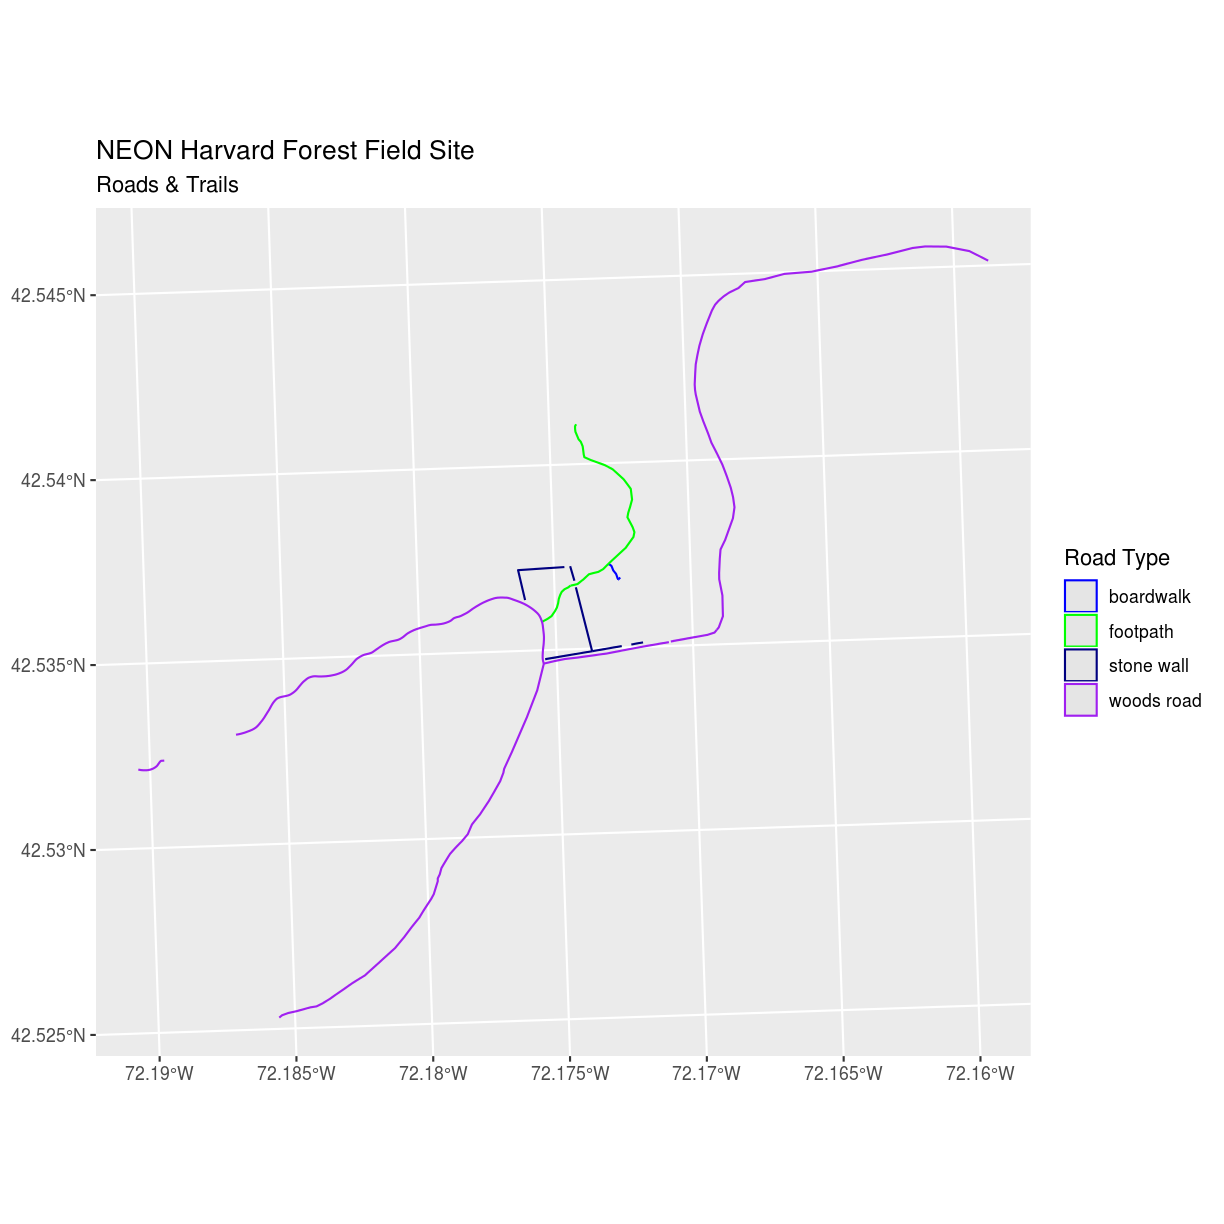 NEON Harvard Forest Field Site
Roads & Trails
42.545°N
42.54°N
42.535°N
42.53°N
42.525°N
72.19°W 72.185°W 72.18°W 72.175°W 72.17°W 72.165°W 72.16°W
Road Type
boardwalk
footpath
stone wall
woods road